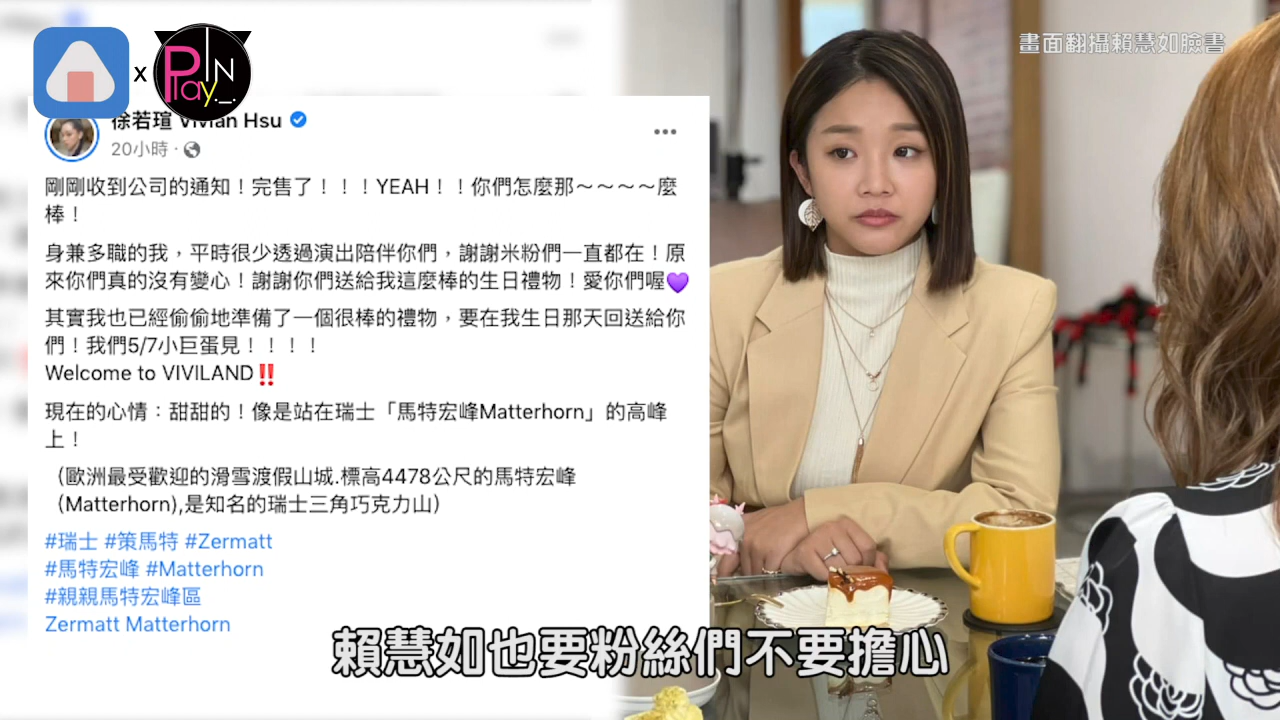 x
PlayIN
畫面翻攝賴慧如臉書
徐若瑄 Vivian Hsu
20小時 ·
剛剛收到公司的通知！完售了！！！YEAH！！你們怎麼那～～～～麼
棒！
身兼多職的我，平時很少透過演出陪伴你們，謝謝米粉們一直都在！原
來你們真的沒有變心！謝謝你們送給我這麼棒的生日禮物！愛你們喔💜
其實我也已經偷偷地準備了一個很棒的禮物，要在我生日那天回送給你
們！我們5/7小巨蛋見！！！！
Welcome to VIVILAND‼️
現在的心情：甜甜的！像是站在瑞士「馬特宏峰Matterhorn」的高峰
上！
（歐洲最受歡迎的滑雪渡假山城.標高4478公尺的馬特宏峰
（Matterhorn),是知名的瑞士三角巧克力山）
#瑞士 #策馬特 #Zermatt
#馬特宏峰 #Matterhorn
#親親馬特宏峰區
Zermatt Matterhorn
賴慧如也要粉絲們不要擔心